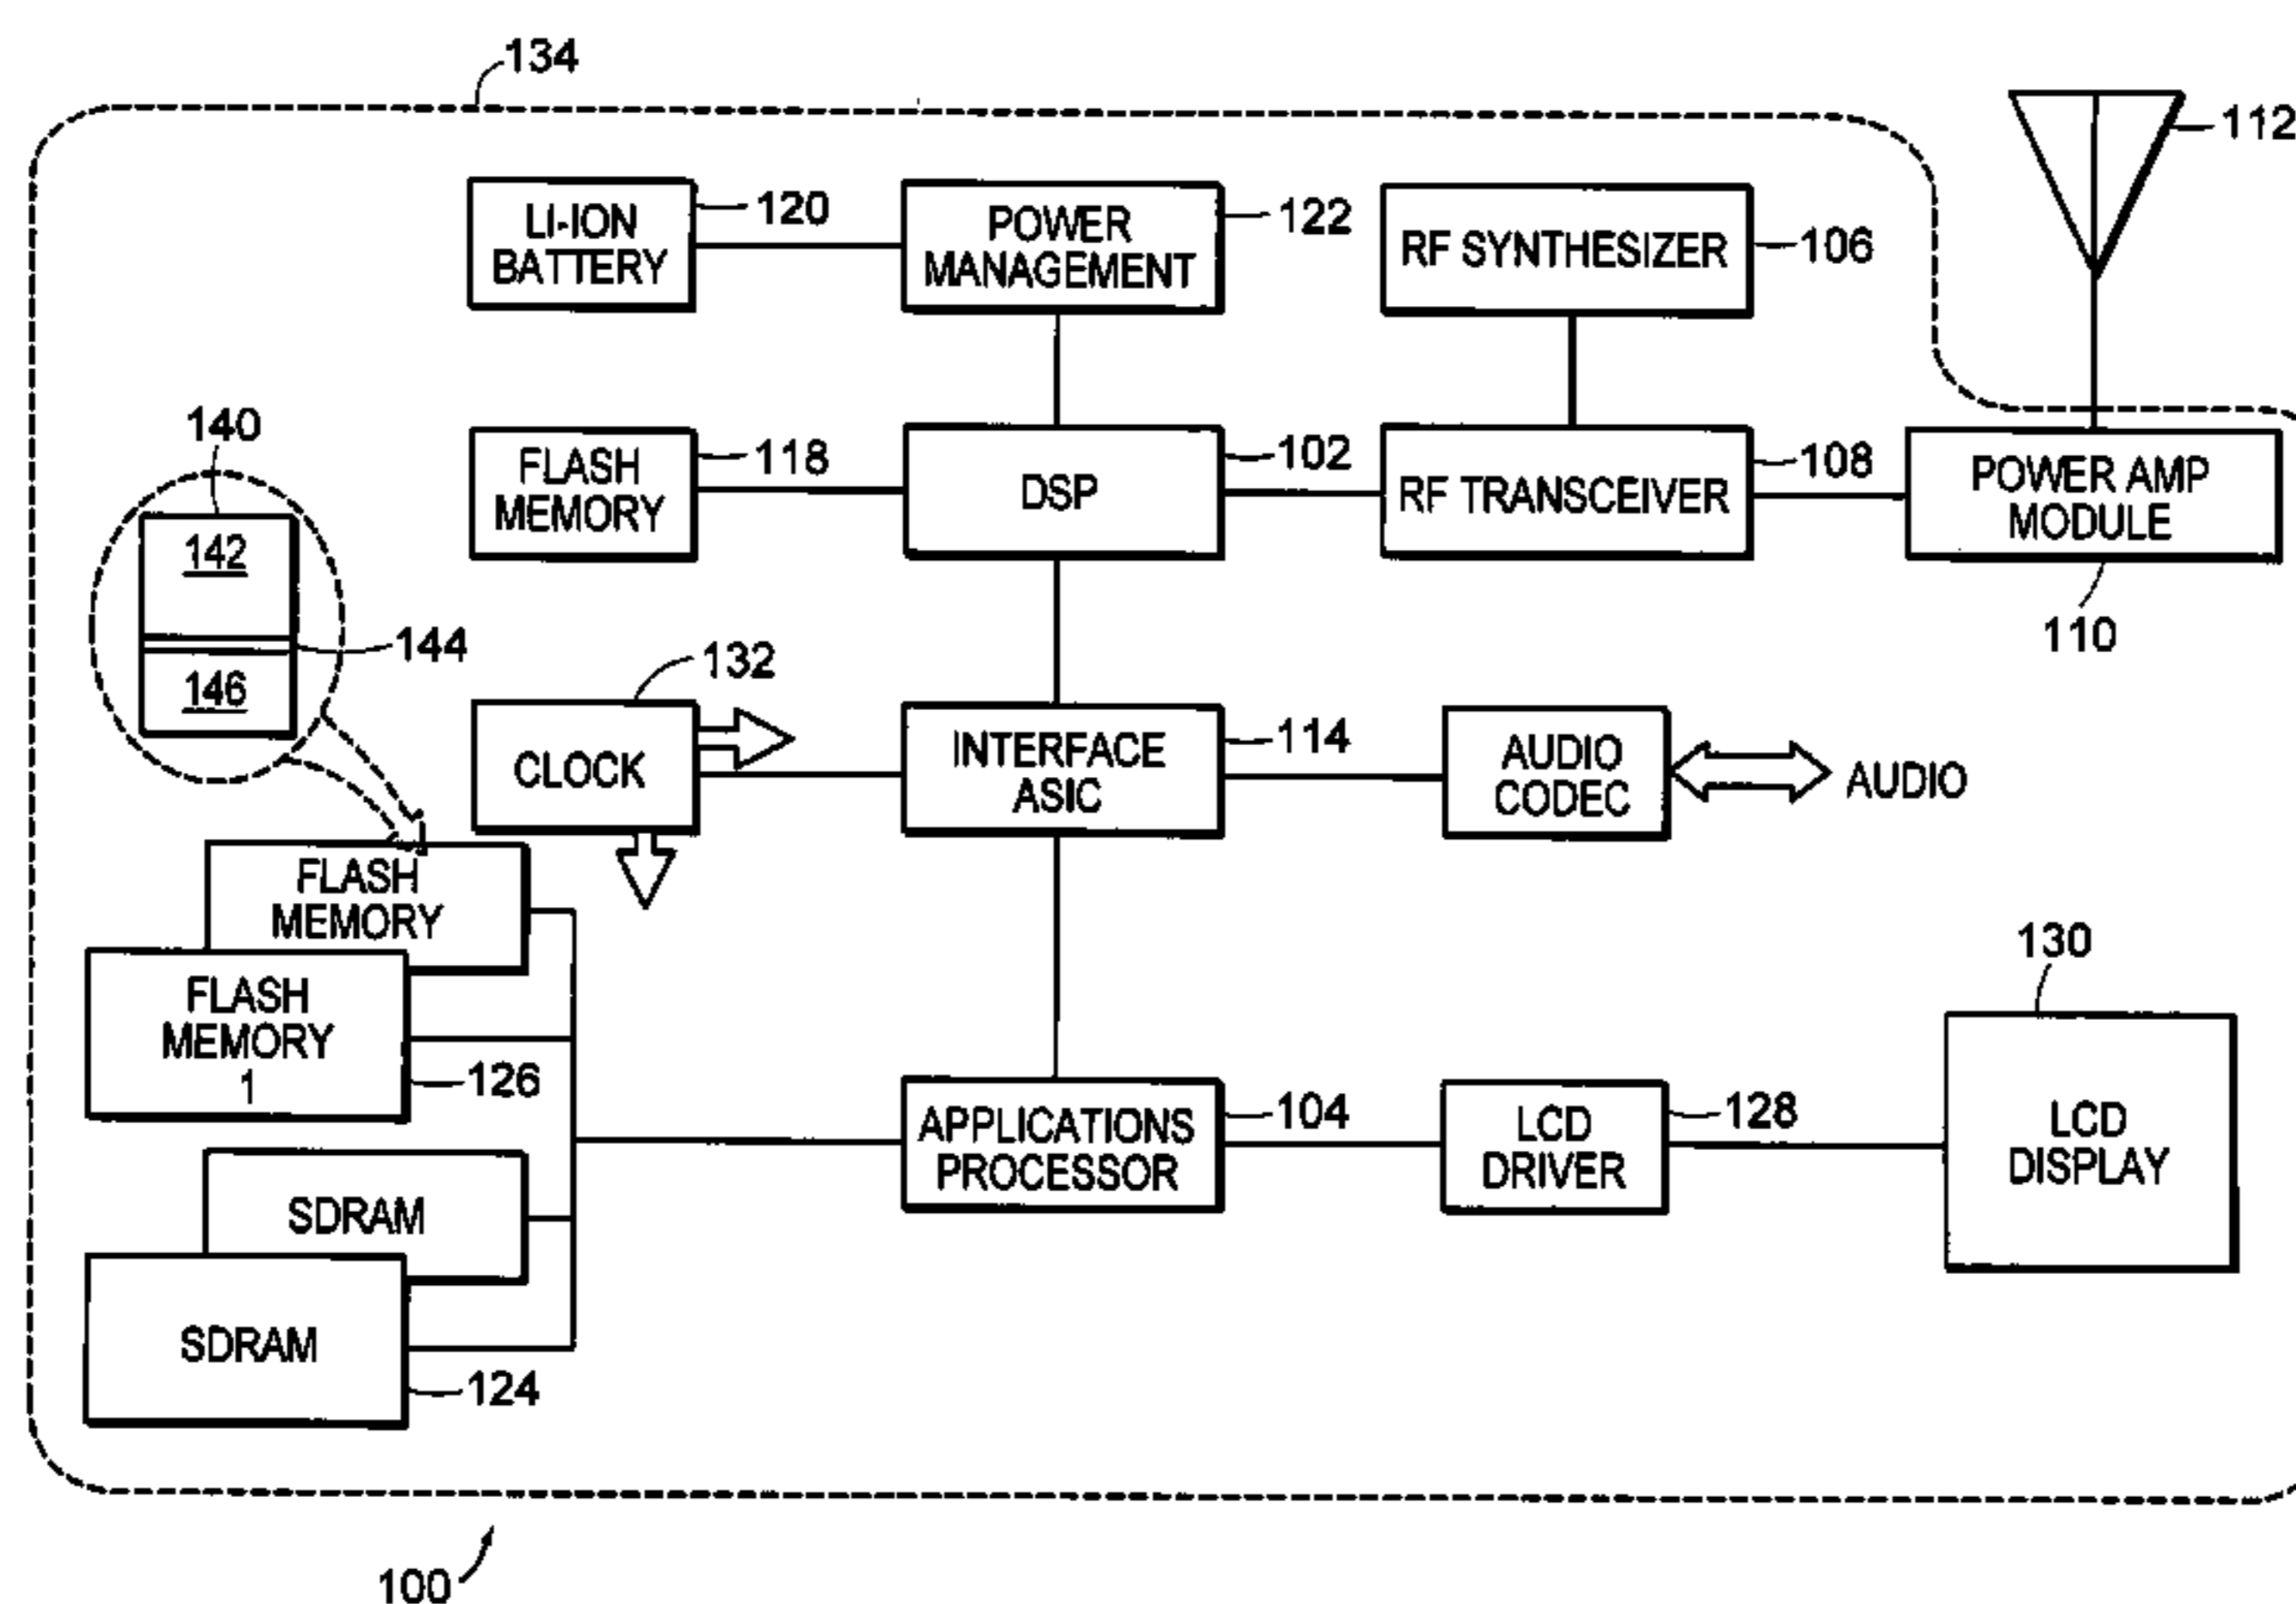 134
112
LI-ION
BATTERY
120
POWER
MANAGEMENT
122
RF SYNTHESIZER
106
140
142
144
146
FLASH
MEMORY
118
DSP
102
RF TRANSCEIVER
108
POWER AMP
MODULE
110
132
CLOCK
INTERFACE
ASIC
114
AUDIO
CODEC
AUDIO
FLASH
MEMORY
FLASH
MEMORY
1
126
130
APPLICATIONS
PROCESSOR
104
LCD
DRIVER
128
LCD
DISPLAY
SDRAM
SDRAM
124
100